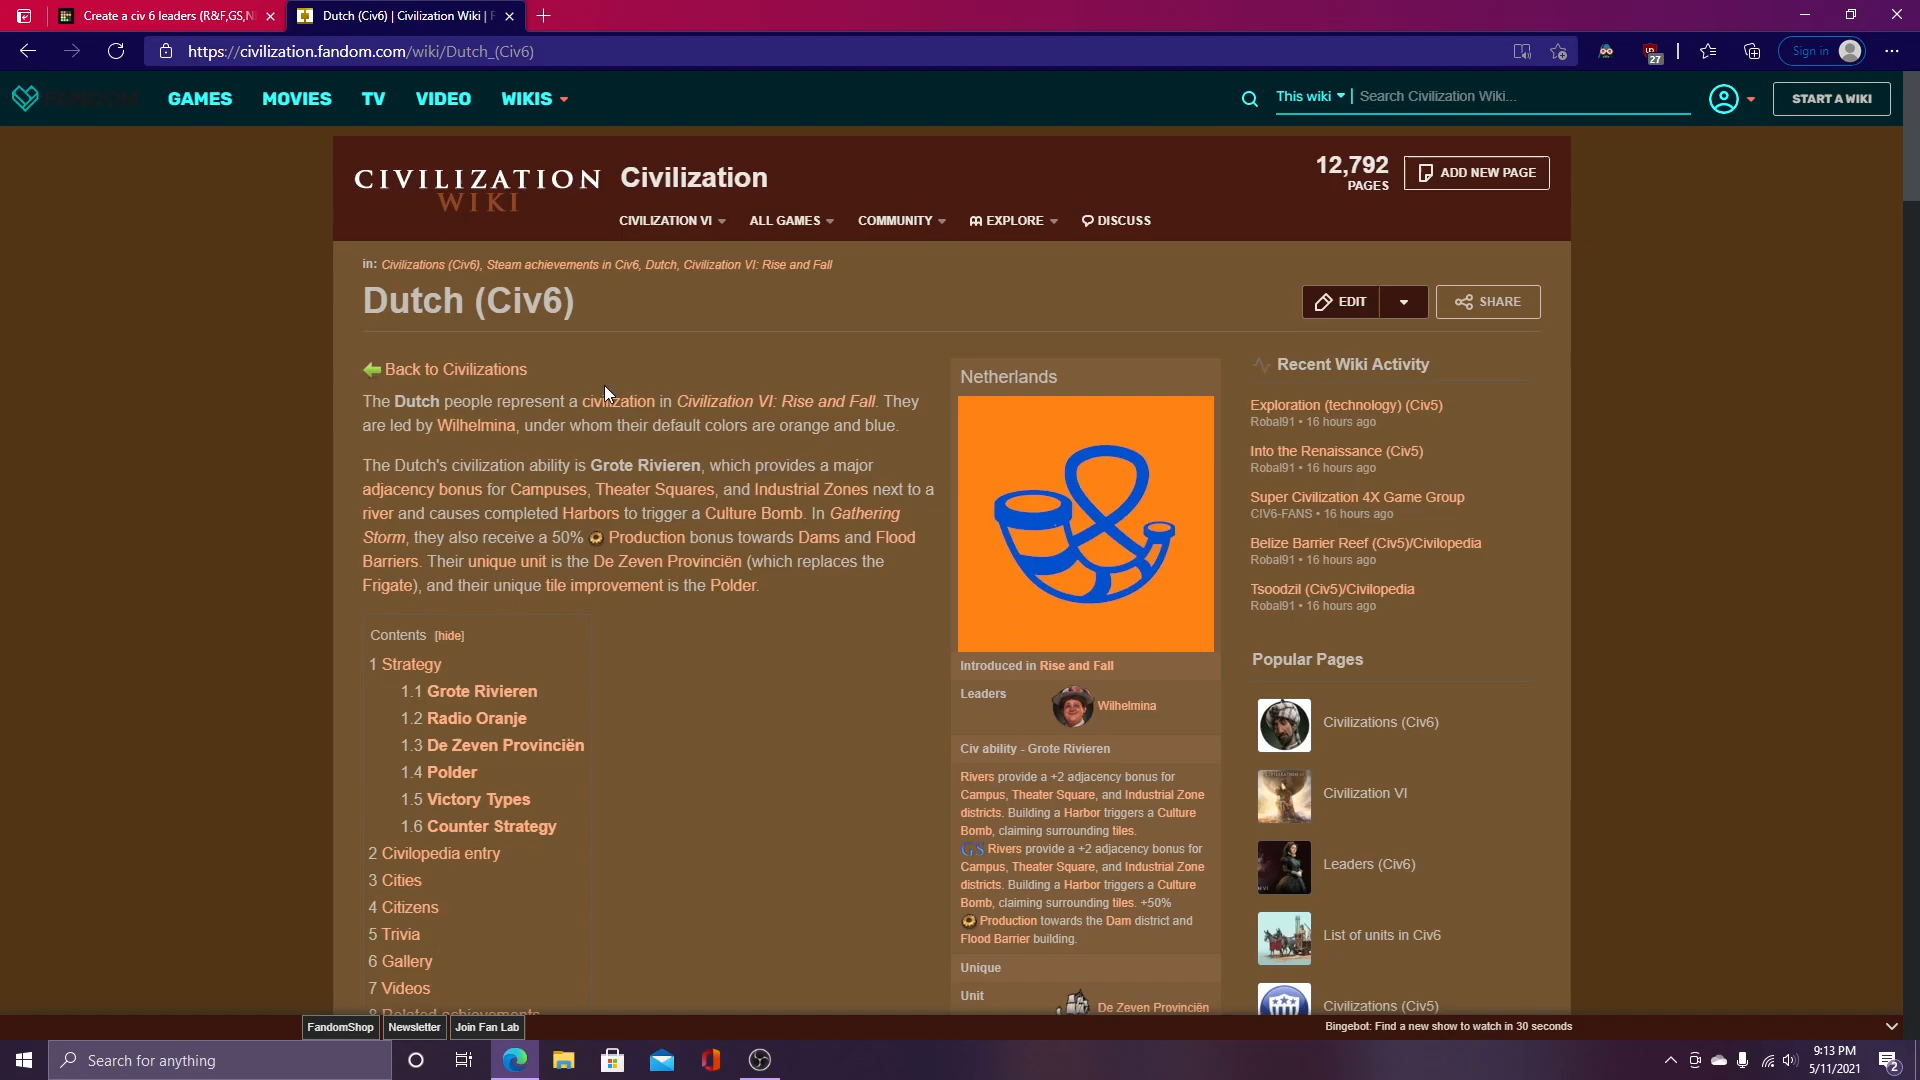 Create a civ 6 leaders (R&F,GS,N
Dutch (Civ6) | Civilization Wiki | F
https://civilization.fandom.com/wiki/Dutch_(Civ6)
27
Sign in
GAMES
MOVIES
TV
VIDEO
WIKIS
This wiki
Search Civilization Wiki...
START A WIKI
CIVILIZATION
WIKI
Civilization
12,792
PAGES
ADD NEW PAGE
CIVILIZATION VI
ALL GAMES
COMMUNITY
EXPLORE
DISCUSS
in: Civilizations (Civ6), Steam achievements in Civ6, Dutch, Civilization VI: Rise and Fall
Dutch (Civ6)
EDIT
SHARE
Back to Civilizations
The Dutch people represent a civilization in Civilization VI: Rise and Fall. They
are led by Wilhelmina, under whom their default colors are orange and blue.
The Dutch's civilization ability is Grote Rivieren, which provides a major
adjacency bonus for Campuses, Theater Squares, and Industrial Zones next to a
river and causes completed Harbors to trigger a Culture Bomb. In Gathering
Storm, they also receive a 50% Production bonus towards Dams and Flood
Barriers. Their unique unit is the De Zeven Provinciën (which replaces the
Frigate), and their unique tile improvement is the Polder.
Contents [hide]
1 Strategy
1.1 Grote Rivieren
1.2 Radio Oranje
1.3 De Zeven Provinciën
1.4 Polder
1.5 Victory Types
1.6 Counter Strategy
2 Civilopedia entry
3 Cities
4 Citizens
5 Trivia
6 Gallery
7 Videos
8 Related achievements
Netherlands
Introduced in Rise and Fall
Leaders
Wilhelmina
Civ ability - Grote Rivieren
Rivers provide a +2 adjacency bonus for
Campus, Theater Square, and Industrial Zone
districts. Building a Harbor triggers a Culture
Bomb, claiming surrounding tiles.
GS Rivers provide a +2 adjacency bonus for
Campus, Theater Square, and Industrial Zone
districts. Building a Harbor triggers a Culture
Bomb, claiming surrounding tiles. +50%
Production towards the Dam district and
Flood Barrier building.
Unique
Unit
De Zeven Provinciën
Recent Wiki Activity
Exploration (technology) (Civ5)
Robal91 • 16 hours ago
Into the Renaissance (Civ5)
Robal91 • 16 hours ago
Super Civilization 4X Game Group
CIV6-FANS • 16 hours ago
Belize Barrier Reef (Civ5)/Civilopedia
Robal91 • 16 hours ago
Tsoodzil (Civ5)/Civilopedia
Robal91 • 16 hours ago
Popular Pages
Civilizations (Civ6)
Civilization VI
Leaders (Civ6)
List of units in Civ6
Civilizations (Civ5)
FandomShop
Newsletter
Join Fan Lab
Bingebot: Find a new show to watch in 30 seconds
Search for anything
9:13 PM
5/11/2021
2